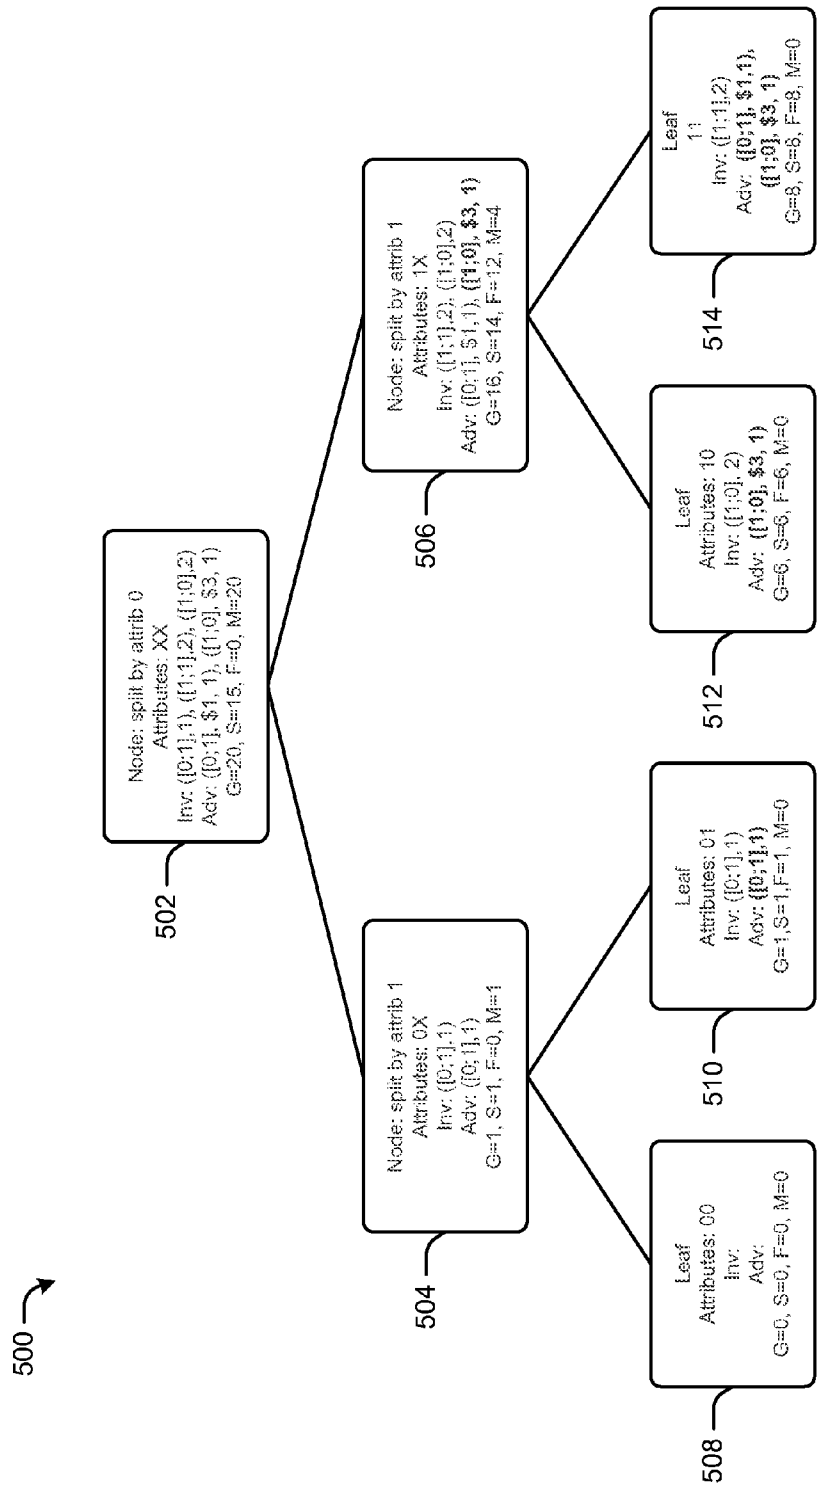 500
502
Node: split by attrib 0
Attributes: XX
Inv: ([0;1],1), ([1;1],2), ([1;0],2)
Adv: ([0;1], $1, 1), ([1;0], $3, 1)
G=20, S=15, F=0, M=20
504
Node: split by attrib 1
Attributes: 0X
Inv: ([0;1],1)
Adv: ([0;1],1)
G=1, S=1, F=0, M=1
506
Node: split by attrib 1
Attributes: 1X
Inv: ([1;1],2), ([1;0],2)
Adv: ([0;1], $1,1), ([1;0], $3, 1)
G=16, S=14, F=12, M=4
508
Leaf
Attributes: 00
Inv:
Adv:
G=0, S=0, F=0, M=0
510
Leaf
Attributes: 01
Inv: ([0;1],1)
Adv: ([0;1],1)
G=1,S=1,F=1, M=0
512
Leaf
Attributes: 10
Inv: ([1;0], 2)
Adv: ([1;0], $3, 1)
G=6, S=6, F=6, M=0
514
Leaf
11
Inv: ([1;1],2)
Adv: ([0;1], $1,1),
([1;0], $3, 1)
G=8, S=8, F=8, M=0